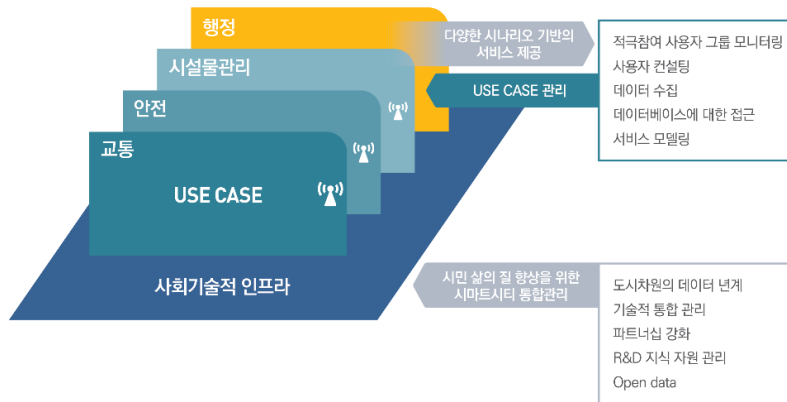 행정
시설물관리
안전
교통
USE CASE
사회기술적 인프라
다양한 시나리오 기반의
서비스 제공
USE CASE 관리
적극참여 사용자 그룹 모니터링
사용자 컨설팅
데이터 수집
데이터베이스에 대한 접근
서비스 모델링
시민 삶의 질 향상을 위한
시마트시티 통합관리
도시차원의 데이터 년계
기술적 통합 관리
파트너십 강화
R&D 지식 자원 관리
Open data